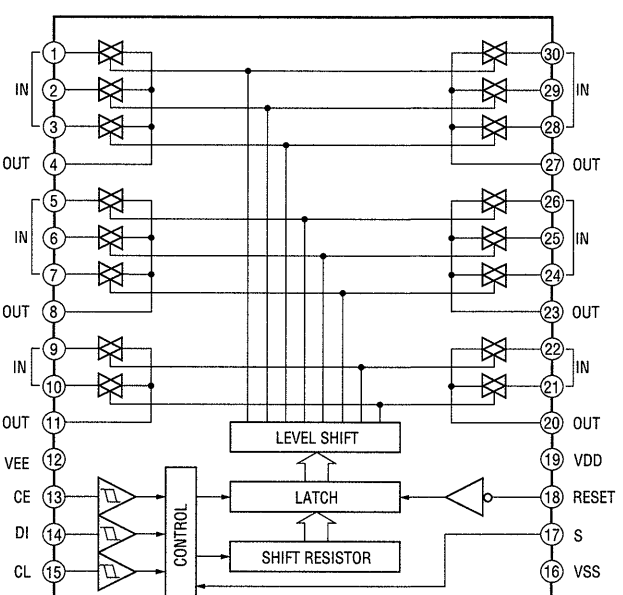 1 30
IN 2 29 IN
3 28
OUT 4 27 OUT
5 26
IN 6 25 IN
7 24
OUT 8 23 OUT
9 22
IN IN
10 21
OUT 11 20 OUT
LEVEL SHIFT
VEE 12 19 VDD
CE 13 LATCH 18 RESET
DI 14 CONTROL 17 S
SHIFT RESISTOR
CL 15 16 VSS